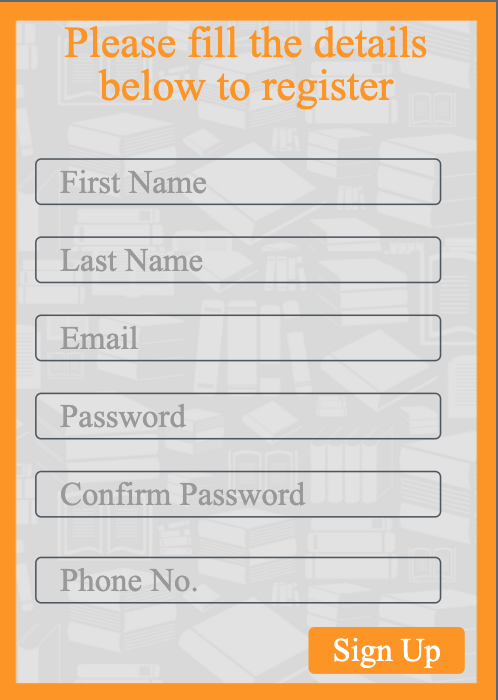 Please fill the details
below to register
First Name
Last Name
Email
Password
Confirm Password
Phone No.
Sign Up